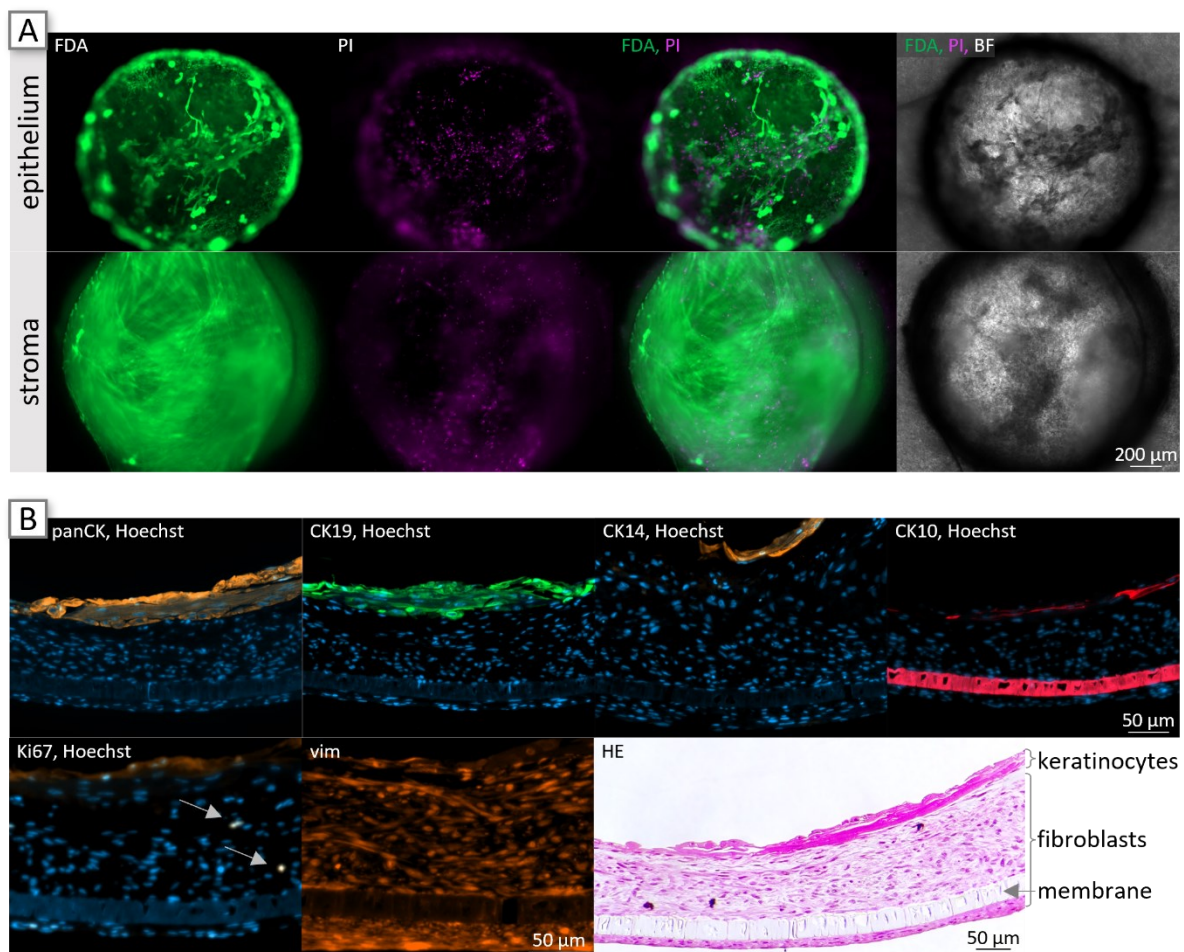 A
FDA
PI
FDA, PI
FDA, PI, BF
epithelium
stroma
200 µm
B
panCK, Hoechst
CK19, Hoechst
CK14, Hoechst
CK10, Hoechst
50 µm
Ki67, Hoechst
vim
50 µm
HE
keratinocytes
fibroblasts
membrane
50 µm